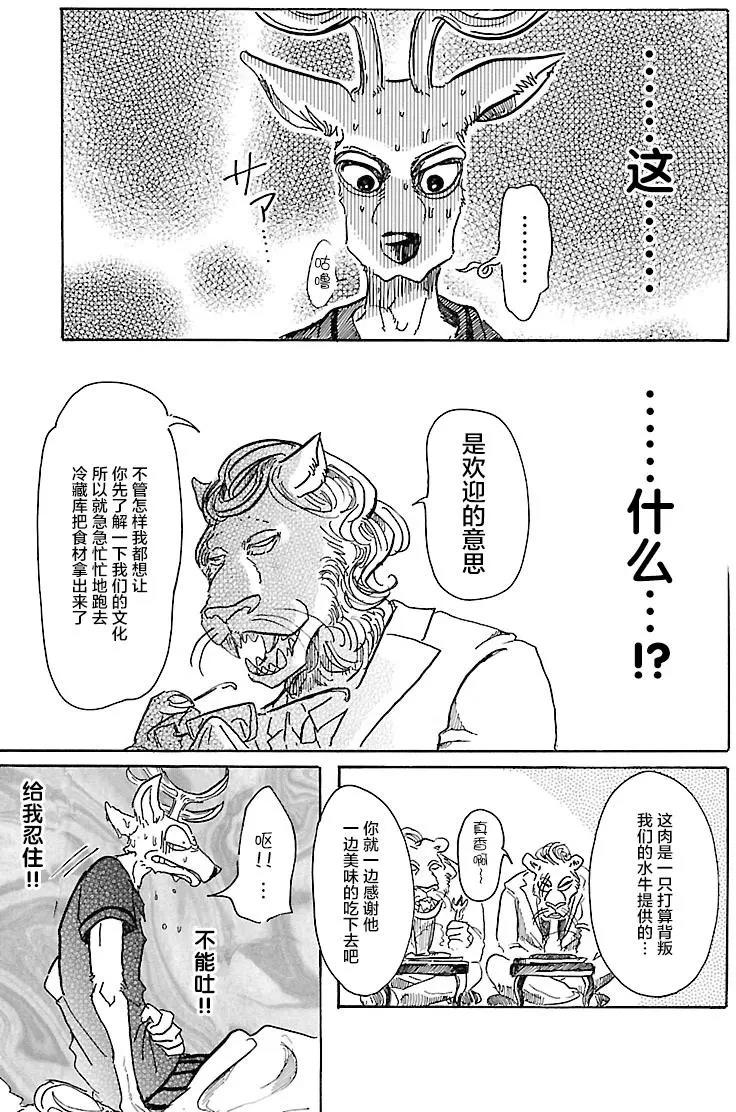 这………
サァ…
………
咕噜
………什么…!?
是欢迎的意思
不管怎样我都想让
你先了解一下我们的文化
所以就急急忙忙地跑去
冷藏库把食材拿出来了
这肉是一只打算背叛
我们的水牛提供的…
真香啊～
你就一边感谢他
一边美味的吃下去吧
呕!!…
给我忍住!!
不能吐!!